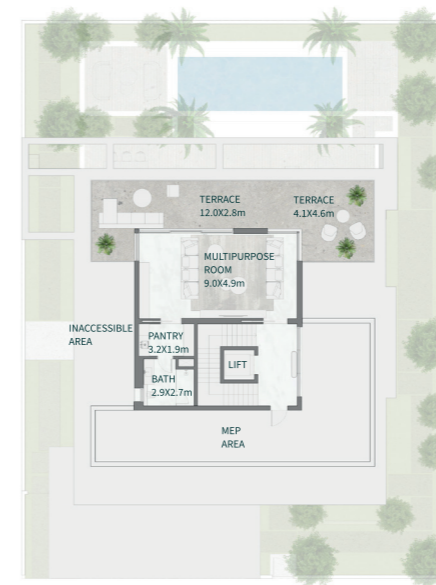 TERRACE
12.0X2.8m
TERRACE
4.1X4.6m
MULTIPURPOSE
ROOM
9.0X4.9m
INACCESSIBLE
AREA
PANTRY
3.2X1.9m
LIFT
BATH
2.9X2.7m
MEP
AREA